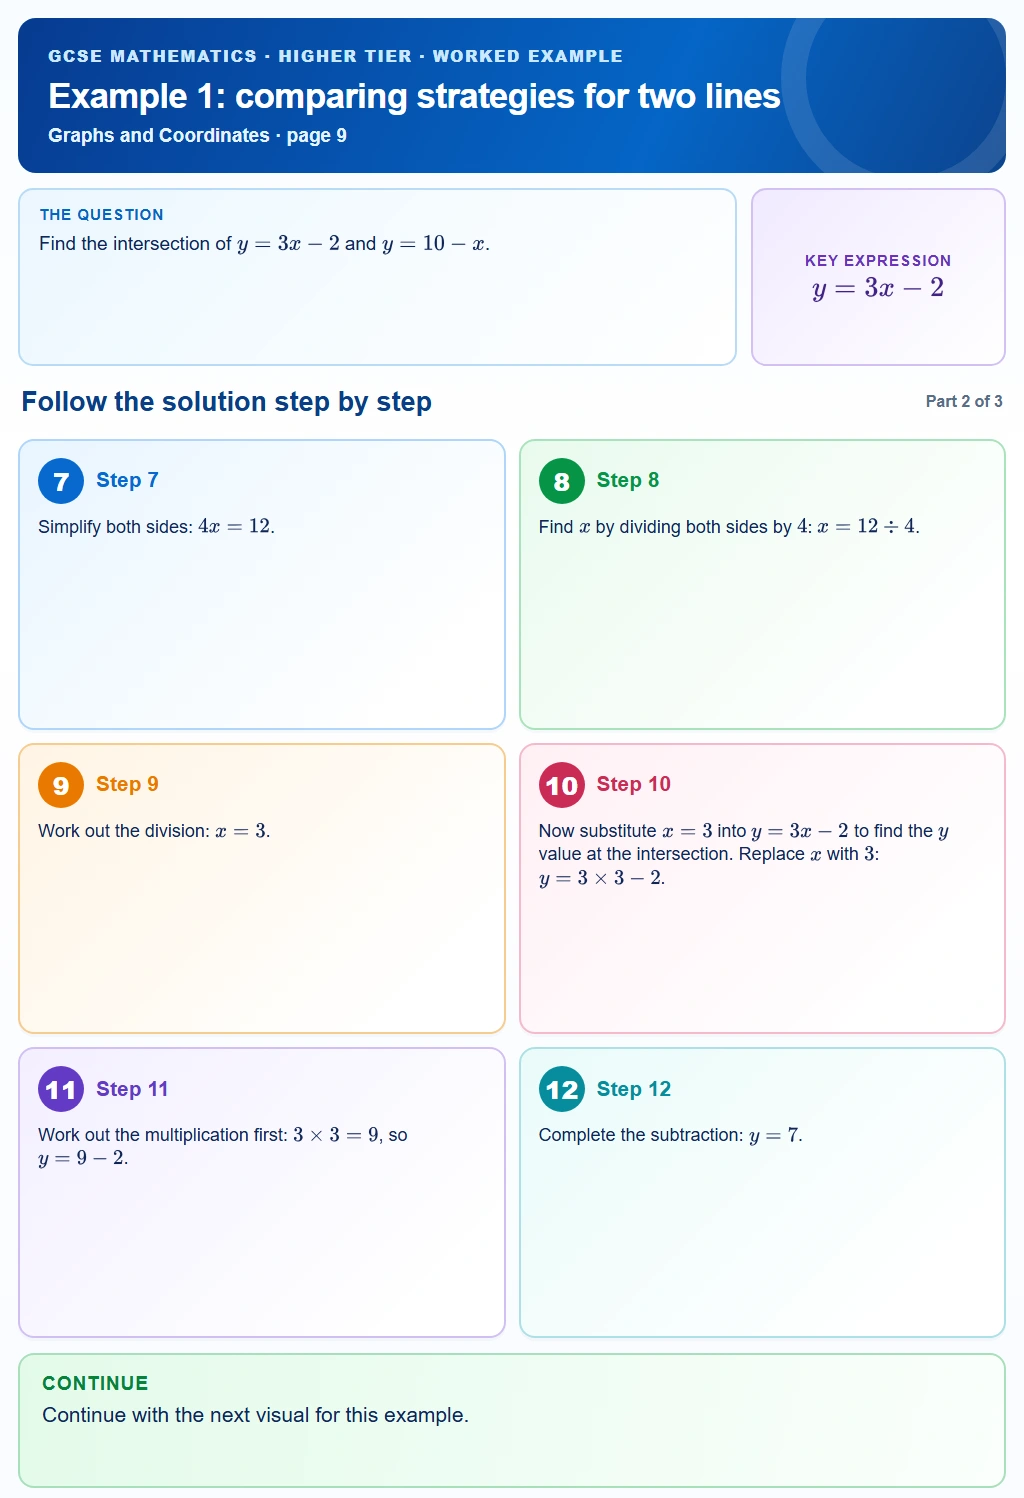 GCSE MATHEMATICS · HIGHER TIER · WORKED EXAMPLE
Example 1: comparing strategies for two lines
Graphs and Coordinates · page 9
THE QUESTION
Find the intersection of y = 3x − 2 and y = 10 − x.
KEY EXPRESSION
y = 3x − 2
Follow the solution step by step
Part 2 of 3
7 Step 7
Simplify both sides: 4x = 12.
8 Step 8
Find x by dividing both sides by 4: x = 12 ÷ 4.
9 Step 9
Work out the division: x = 3.
10 Step 10
Now substitute x = 3 into y = 3x − 2 to find the y
value at the intersection. Replace x with 3:
y = 3 × 3 − 2.
11 Step 11
Work out the multiplication first: 3 × 3 = 9, so
y = 9 − 2.
12 Step 12
Complete the subtraction: y = 7.
CONTINUE
Continue with the next visual for this example.